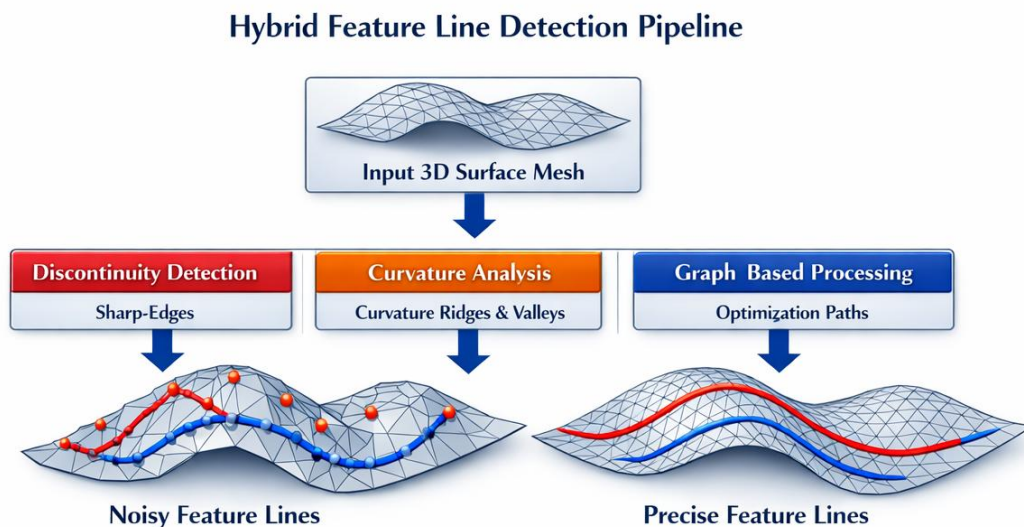 Hybrid Feature Line Detection Pipeline
Input 3D Surface Mesh
Discontinuity Detection
Sharp-Edges
Curvature Analysis
Curvature Ridges & Valleys
Graph Based Processing
Optimization Paths
Noisy Feature Lines
Precise Feature Lines